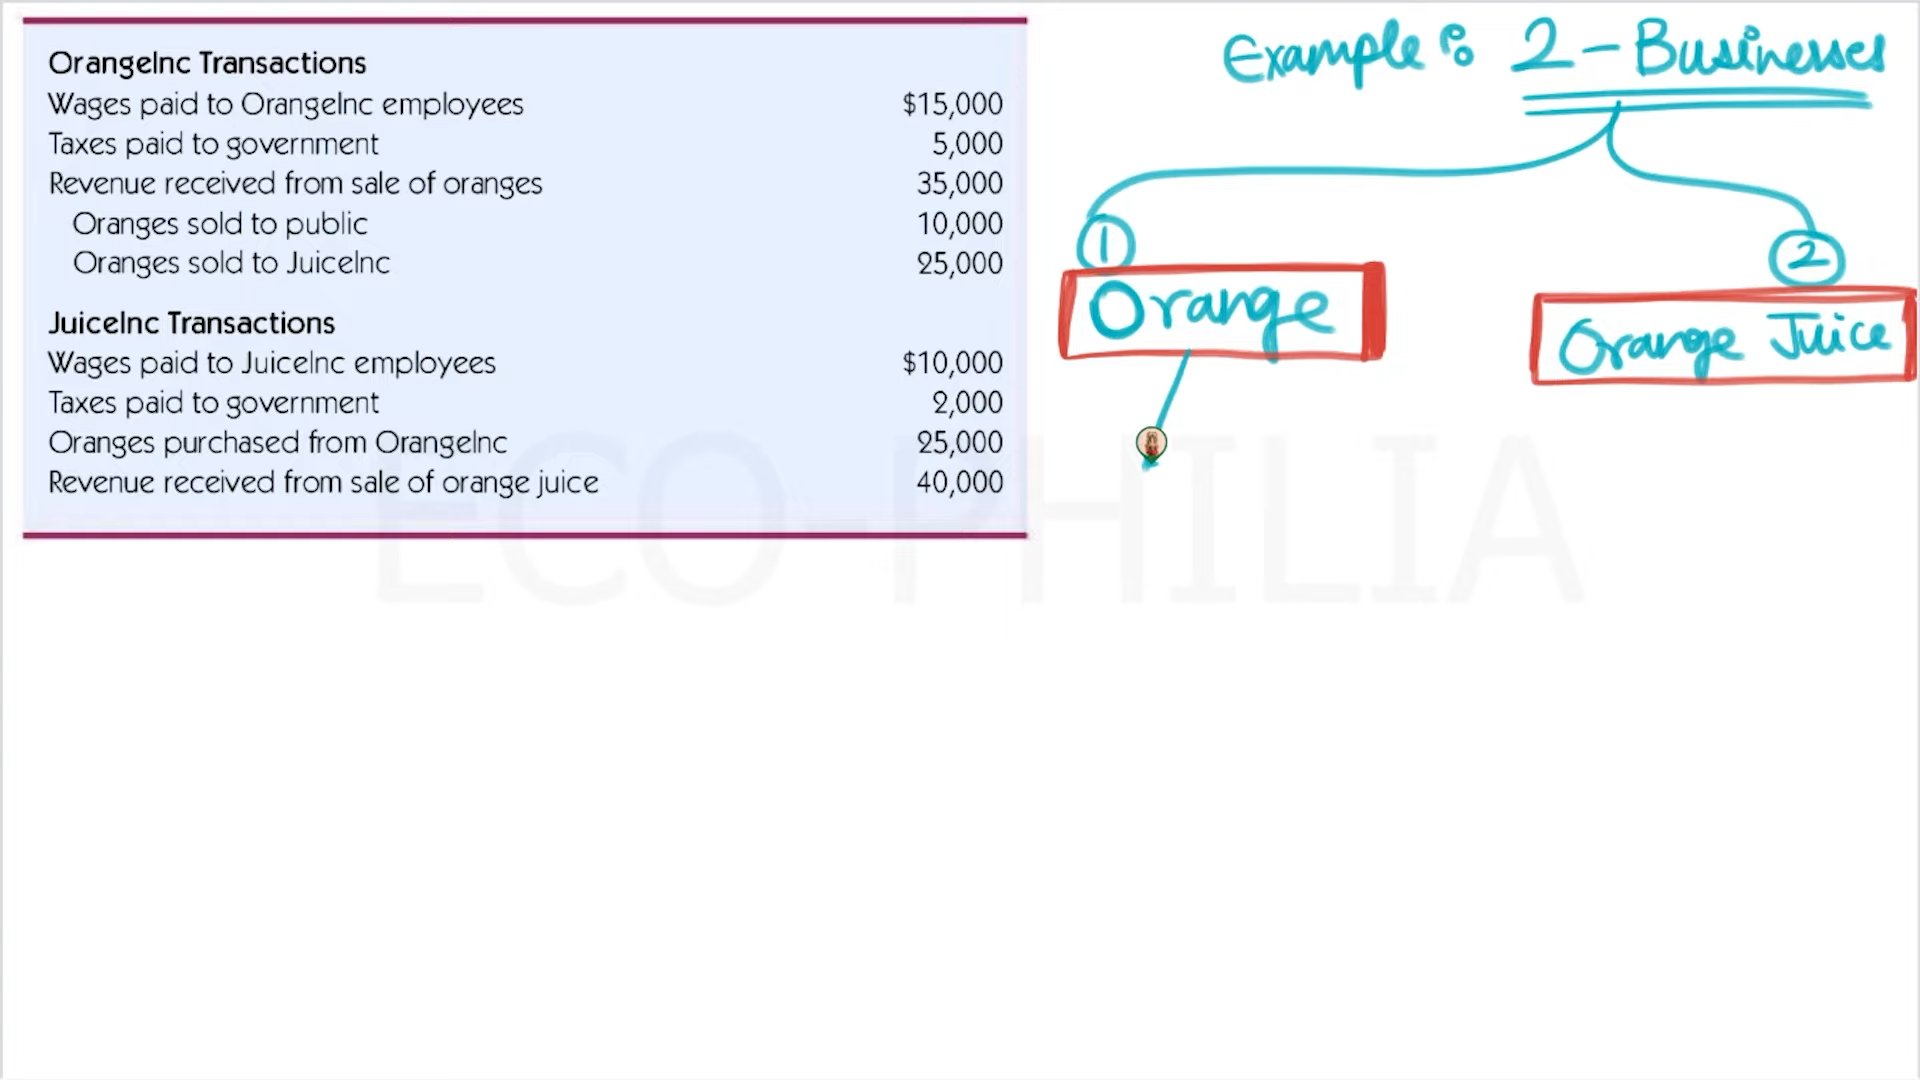 OrangeInc Transactions
Wages paid to OrangeInc employees $15,000
Taxes paid to government 5,000
Revenue received from sale of oranges 35,000
Oranges sold to public 10,000
Oranges sold to JuiceInc 25,000
JuiceInc Transactions
Wages paid to JuiceInc employees $10,000
Taxes paid to government 2,000
Oranges purchased from OrangeInc 25,000
Revenue received from sale of orange juice 40,000
Example : 2 - Businesses
1
Orange
2
Orange Juice
ECO-PHILIA